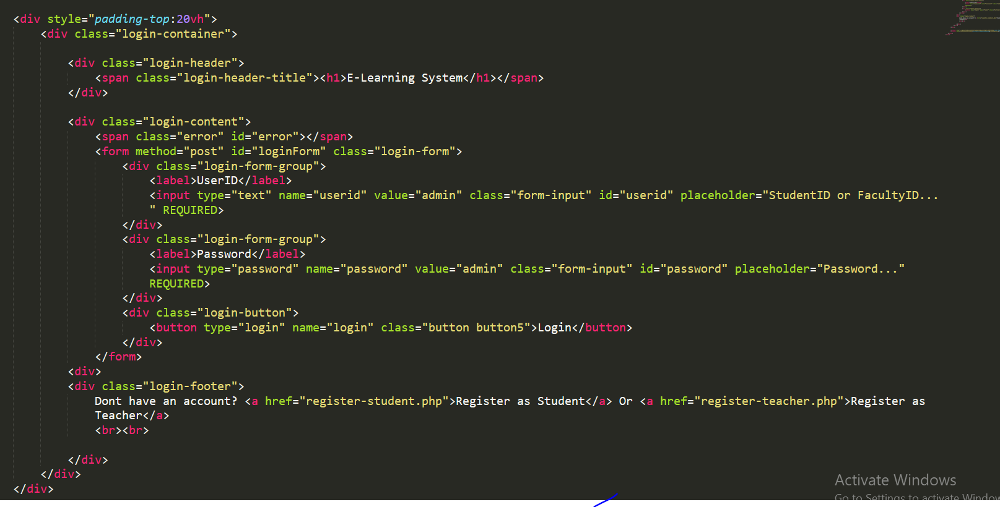 <div style="padding-top:20vh">
<div class="login-container">
<div class="login-header">
<span class="login-header-title"><h1>E-Learning System</h1></span>
</div>
<div class="login-content">
<span class="error" id="error"></span>
<form method="post" id="loginForm" class="login-form">
<div class="login-form-group">
<label>UserID</label>
<input type="text" name="userid" value="admin" class="form-input" id="userid" placeholder="StudentID or FacultyID...
" REQUIRED>
</div>
<div class="login-form-group">
<label>Password</label>
<input type="password" name="password" value="admin" class="form-input" id="password" placeholder="Password..."
REQUIRED>
</div>
<div class="login-button">
<button type="login" name="login" class="button button5">Login</button>
</div>
</form>
<div>
<div class="login-footer">
Dont have an account? <a href="register-student.php">Register as Student</a> Or <a href="register-teacher.php">Register as
Teacher</a>
<br><br>
</div>
</div>
</div>
Activate Windows
Go to Settings to activate Window